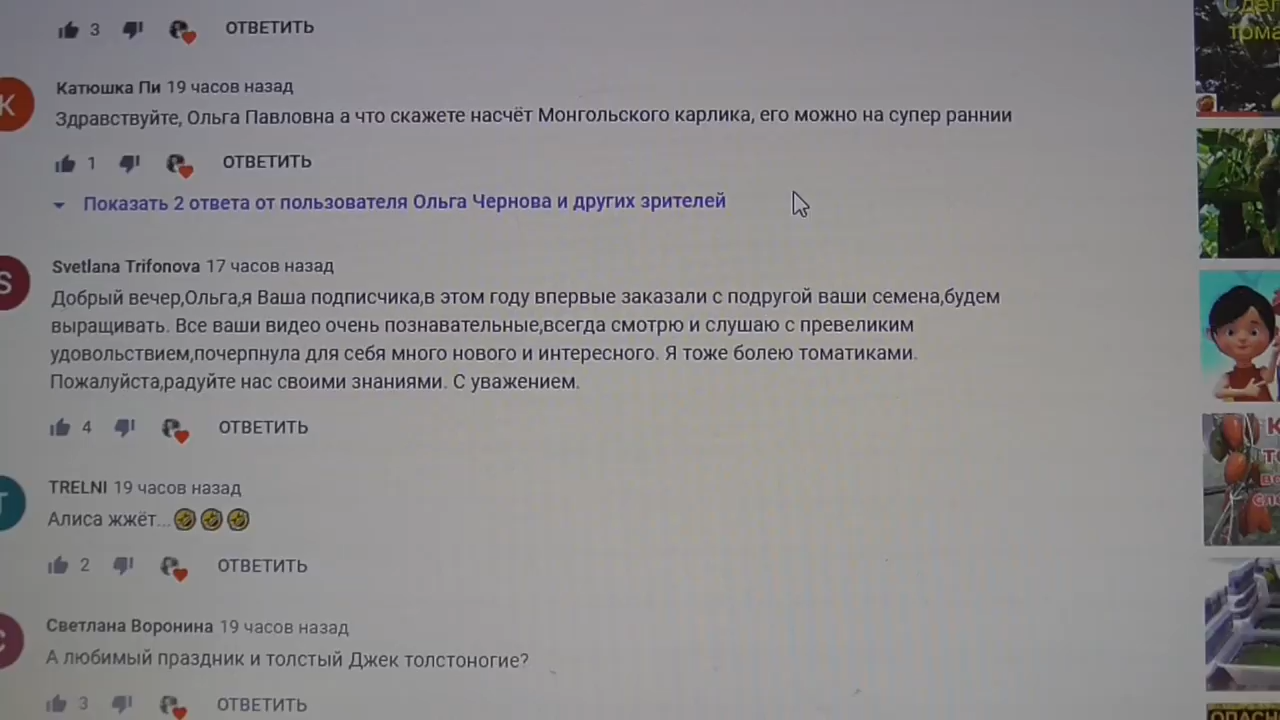 3 ОТВЕТИТЬ
Катюшка Пи 19 часов назад
Здравствуйте, Ольга Павловна а что скажете насчёт Монгольского карлика, его можно на супер раннии
1 ОТВЕТИТЬ
Показать 2 ответа от пользователя Ольга Чернова и других зрителей
Svetlana Trifonova 17 часов назад
Добрый вечер,Ольга,я Ваша подписчика,в этом году впервые заказали с подругой ваши семена,будем
выращивать. Все ваши видео очень познавательные,всегда смотрю и слушаю с превеликим
удовольствием,почерпнула для себя много нового и интересного. Я тоже болею томатиками.
Пожалуйста,радуйте нас своими знаниями. С уважением.
4 ОТВЕТИТЬ
TRELNI 19 часов назад
Алиса жжёт...🤣🤣🤣
2 ОТВЕТИТЬ
Светлана Воронина 19 часов назад
А любимый праздник и толстый Джек толстоногие?
3 ОТВЕТИТЬ
K
S
T
C